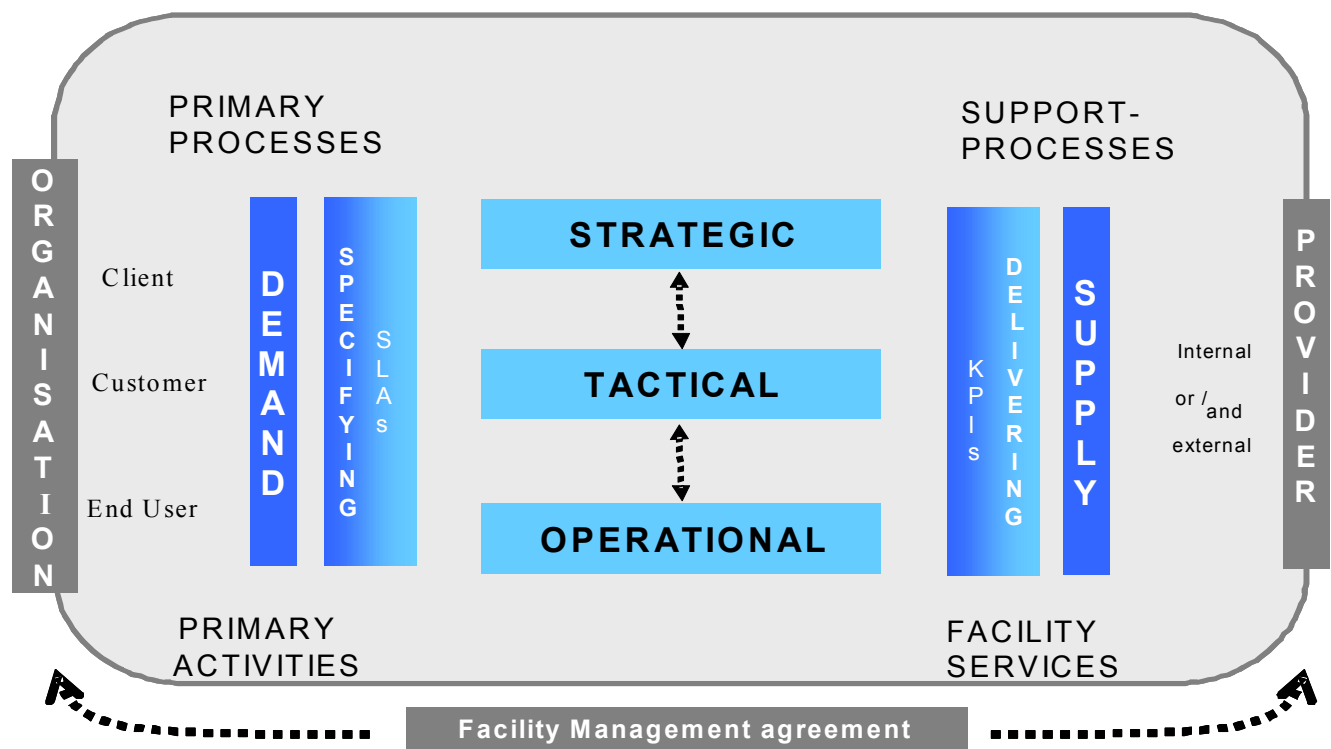 PRIMARY
PROCESSES
SUPPORT-
PROCESSES
ORGANISATION
Client
Customer
End User
DEMAND
SPECIFYING
SLAs
STRATEGIC
TACTICAL
OPERATIONAL
KPIs
DELIVERING
SUPPLY
Internal
or / and
external
PROVIDER
PRIMARY
ACTIVITIES
FACILITY
SERVICES
Facility Management agreement